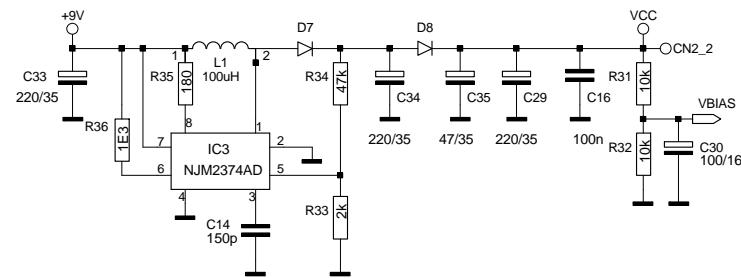 +9V
D7
D8
VCC
CN2_2
1
2
L1
100uH
C33
220/35
R35
180
R34
47k
C34
220/35
C35
47/35
C29
220/35
C16
100n
R31
10k
VBIAS
R36
1E3
8
1
7
IC3
2
6
NJM2374AD
5
4
3
R32
10k
C30
100/16
C14
150p
R33
2k